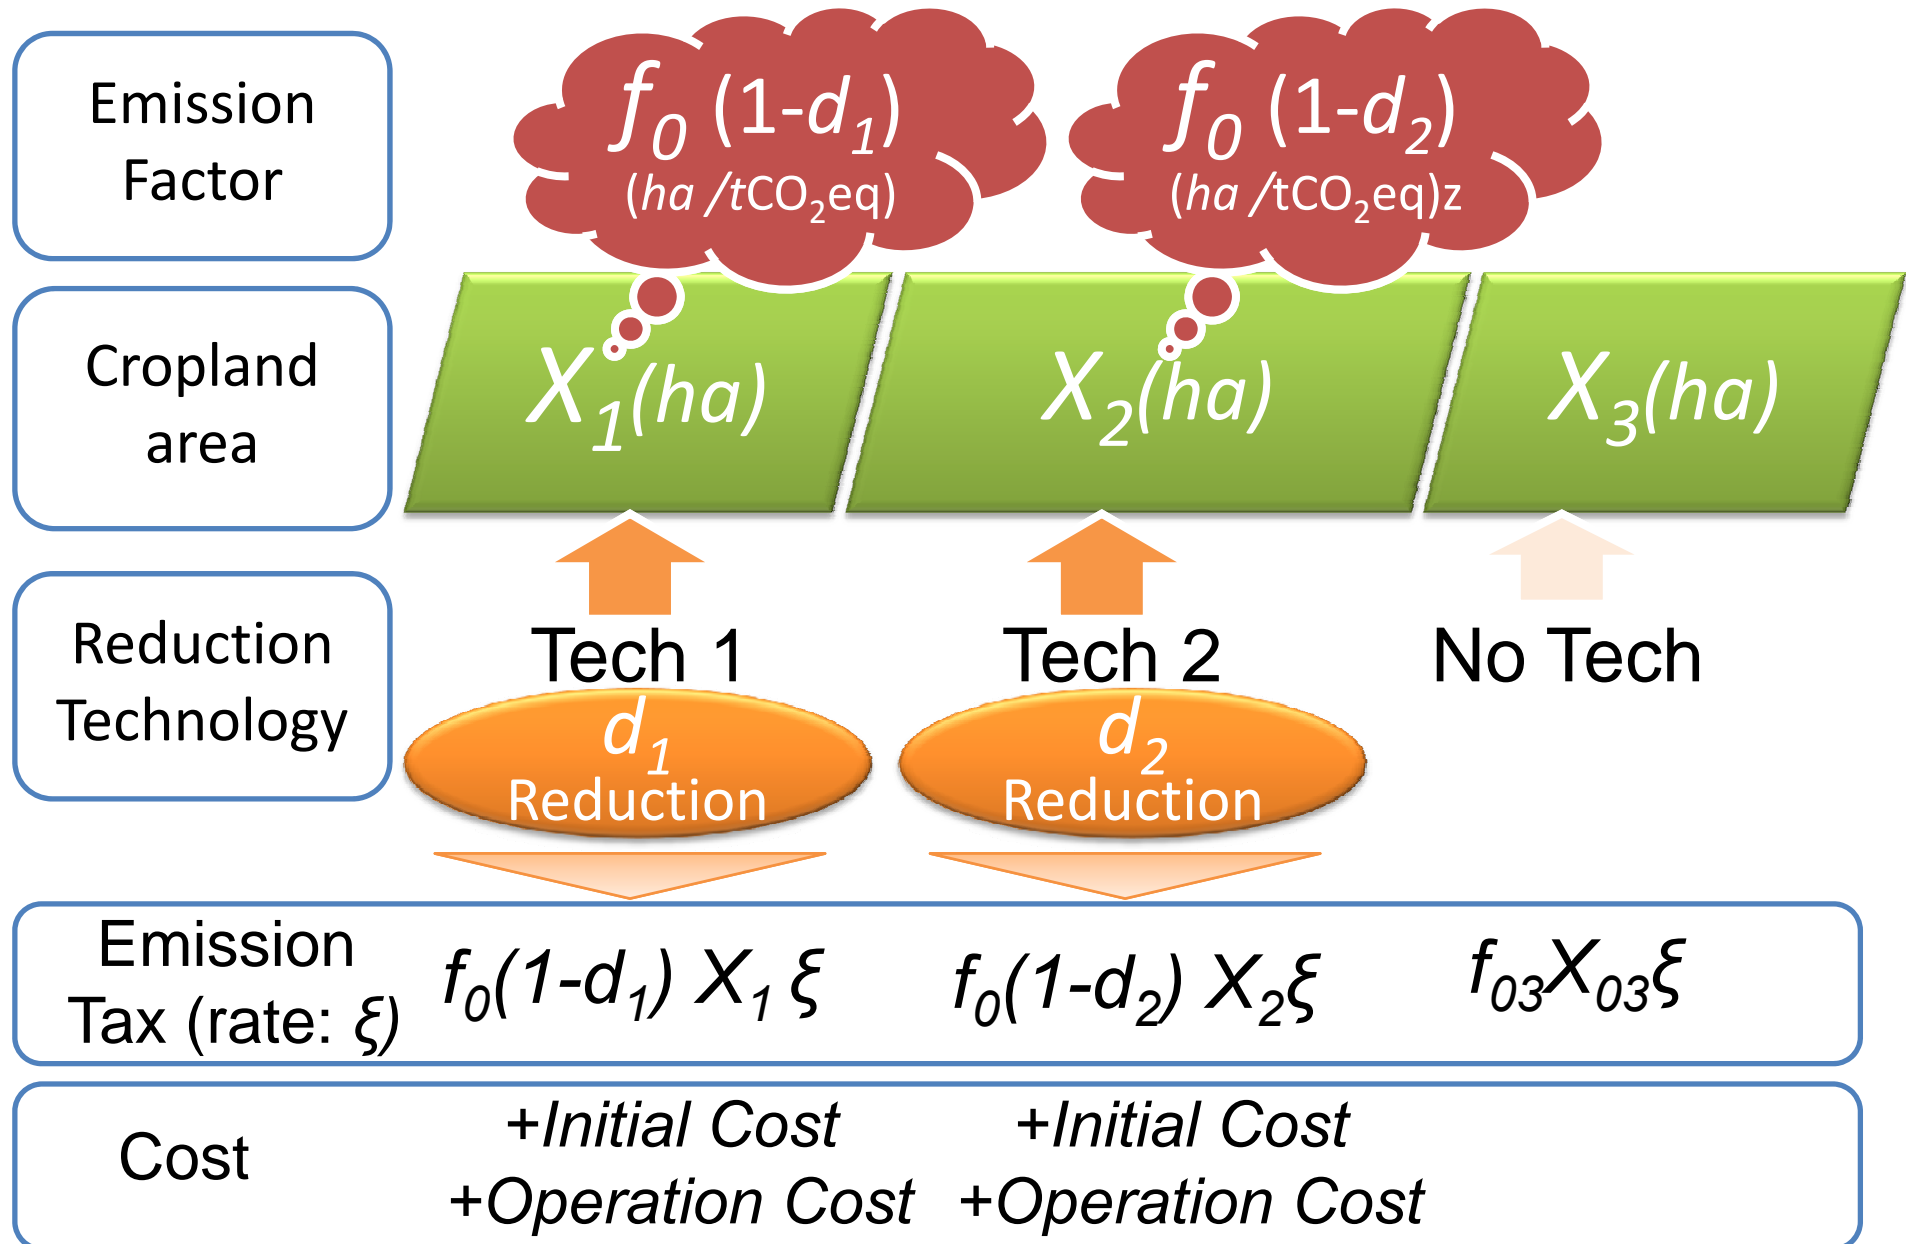 Emission
Factor
f₀ (1-d₁)
(ha /tCO₂eq)
f₀ (1-d₂)
(ha /tCO₂eq)z
Cropland
area
X₁(ha)
X₂(ha)
X₃(ha)
Reduction
Technology
Tech 1
Tech 2
No Tech
d₁
Reduction
d₂
Reduction
Emission
Tax (rate: ξ)
f₀(1-d₁) X₁ ξ
f₀(1-d₂) X₂ξ
f₀₃X₀₃ξ
Cost
+Initial Cost
+Operation Cost
+Initial Cost
+Operation Cost